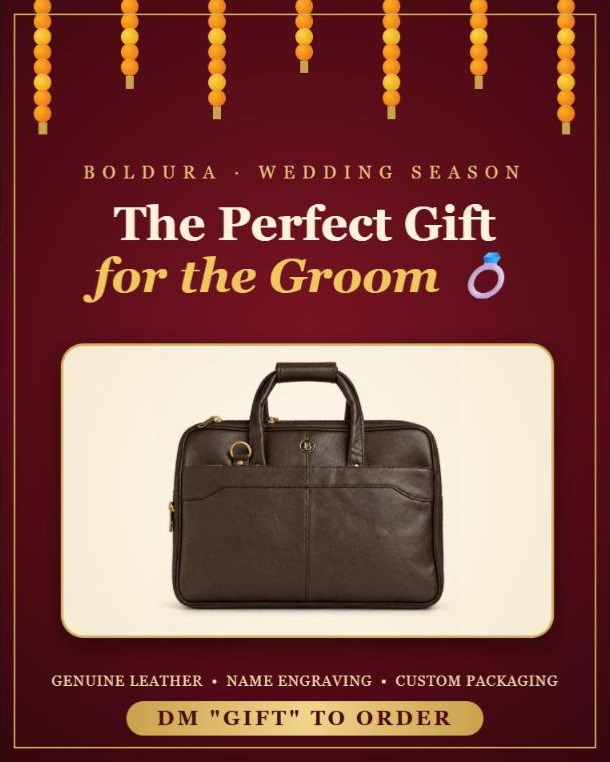 BOLDURA · WEDDING SEASON
The Perfect Gift
for the Groom
GENUINE LEATHER • NAME ENGRAVING • CUSTOM PACKAGING
DM "GIFT" TO ORDER